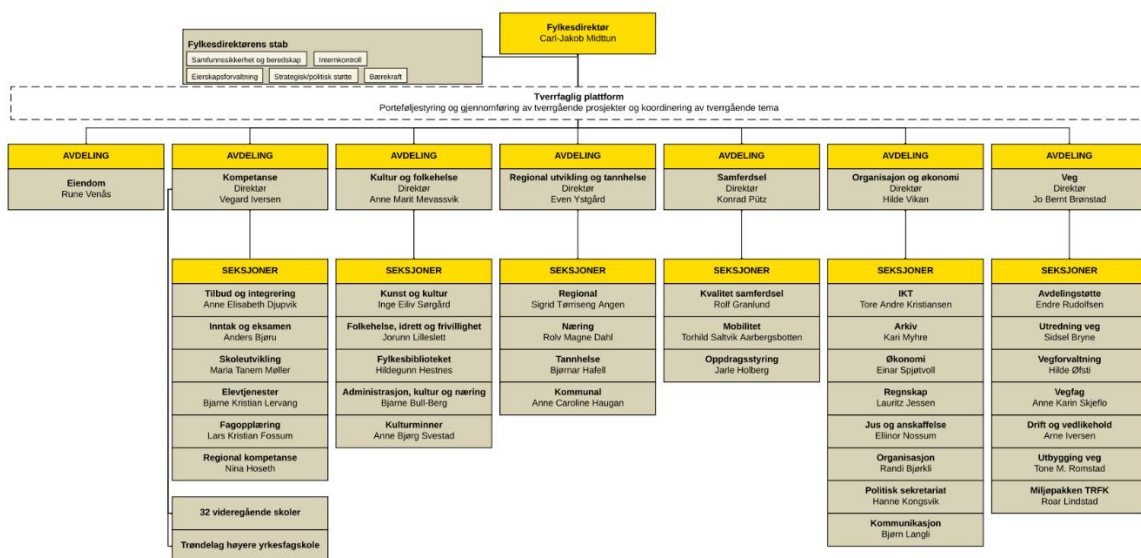 Fylkesdirektør
Carl-Jakob Midttun
Fylkesdirektørens stab
Samfunnssikkerhet og beredskap
Internkontroll
Eierskapsforvaltning
Strategisk/politisk støtte
Bærekraft
Tverrfaglig plattform
Porteføljestyring og gjennomføring av tverrgående prosjekter og koordinering av tverrgående tema
AVDELING
Eiendom
Rune Venås
AVDELING
Kompetanse
Direktør
Vegard Iversen
SEKSJONER
Tilbud og integrering
Anne Elisabeth Djupvik
Inntak og eksamen
Anders Bjøru
Skoleutvikling
Maria Tanem Møller
Elevtjenester
Bjarne Kristian Lervang
Fagopplæring
Lars Kristian Fossum
Regional kompetanse
Nina Hoseth
32 videregående skoler
Trøndelag høyere yrkesfagskole
AVDELING
Kultur og folkehelse
Direktør
Anne Marit Mevassvik
SEKSJONER
Kunst og kultur
Inge Eiliv Sørgård
Folkehelse, idrett og frivillighet
Jorunn Lilleslett
Fylkesbiblioteket
Hildegunn Hestnes
Administrasjon, kultur og næring
Bjarne Bull-Berg
Kulturminner
Anne Bjørg Svestad
AVDELING
Regional utvikling og tannhelse
Direktør
Even Ystgård
SEKSJONER
Regional
Sigrid Tørriseng Angen
Næring
Rolv Magne Dahl
Tannhelse
Bjørnar Hafell
Kommunal
Anne Caroline Haugan
AVDELING
Samferdsel
Direktør
Konrad Pütz
SEKSJONER
Kvalitet samferdsel
Rolf Granlund
Mobilitet
Torhild Saltvik Aarbergsbotten
Oppdragsstyring
Jarle Holberg
AVDELING
Organisasjon og økonomi
Direktør
Hilde Vikan
SEKSJONER
IKT
Tore Andre Kristiansen
Arkiv
Kari Myhre
Økonomi
Einar Spjøtvoll
Regnskap
Lauritz Jessen
Jus og anskaffelse
Ellinor Nossum
Organisasjon
Randi Bjørkli
Politisk sekretariat
Hanne Kongsvik
Kommunikasjon
Bjørn Langli
AVDELING
Veg
Direktør
Jo Bernt Brønstad
SEKSJONER
Avdelingstøtte
Endre Rudolfsen
Utredning veg
Sidsel Bryne
Vegforvaltning
Hilde Øfsti
Vegfag
Anne Karin Skjeflo
Drift og vedlikehold
Arne Iversen
Utbygging veg
Tone M. Romstad
Miljøpakken TRFK
Roar Lindstad